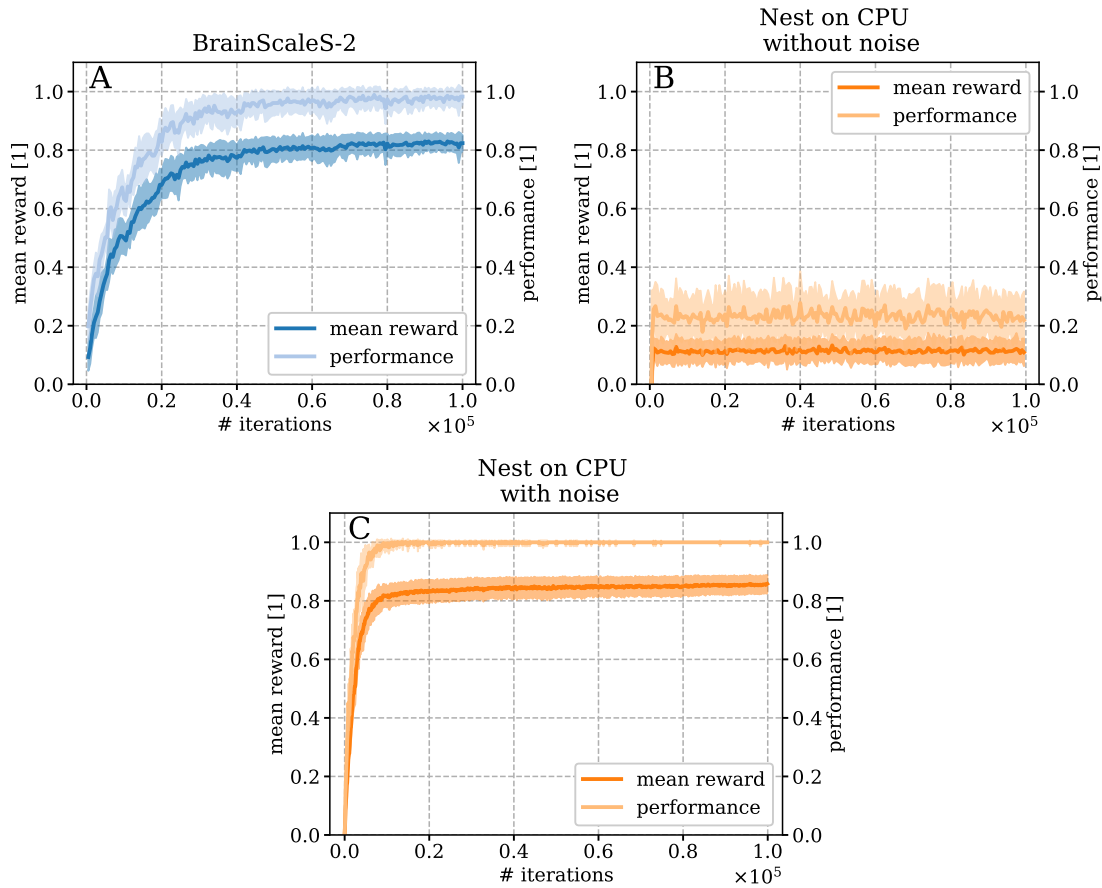 BrainScaleS-2
A
mean reward [1]
1.0
0.8
0.6
0.4
0.2
0.0
1.0
0.8
0.6
0.4
0.2
0.0
performance [1]
mean reward
performance
0.0 0.2 0.4 0.6 0.8 1.0
# iterations
×10⁵
Nest on CPU
without noise
B
mean reward [1]
1.0
0.8
0.6
0.4
0.2
0.0
1.0
0.8
0.6
0.4
0.2
0.0
performance [1]
mean reward
performance
0.0 0.2 0.4 0.6 0.8 1.0
# iterations
×10⁵
Nest on CPU
with noise
C
mean reward [1]
1.0
0.8
0.6
0.4
0.2
0.0
1.0
0.8
0.6
0.4
0.2
0.0
performance [1]
mean reward
performance
0.0 0.2 0.4 0.6 0.8 1.0
# iterations
×10⁵